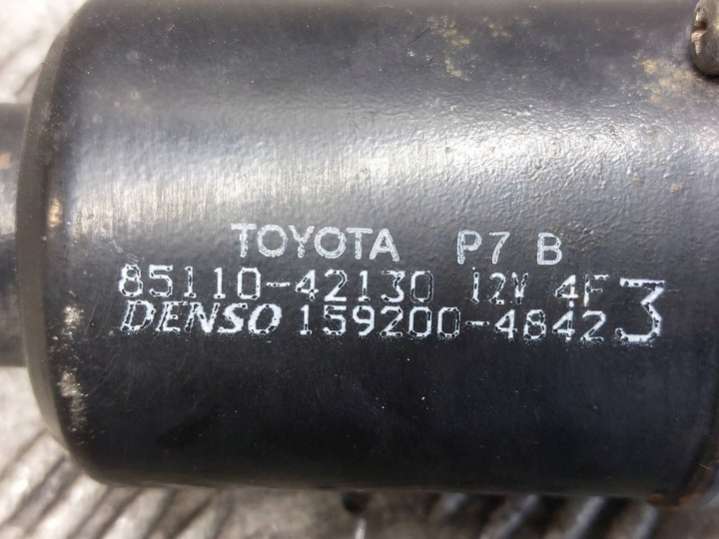 TOYOTA P7 B
85110-42130 12V 4F
DENSO 159200-4842 3